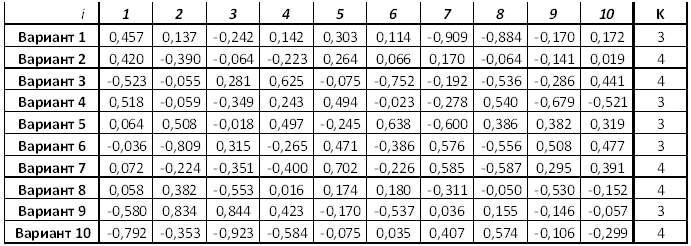 i 1 2 3 4 5 6 7 8 9 10 K
Вариант 1 0,457 0,137 -0,242 0,142 0,303 0,114 -0,909 -0,884 -0,170 0,172 3
Вариант 2 0,420 -0,390 -0,064 -0,223 0,264 0,066 0,170 -0,064 -0,141 0,019 4
Вариант 3 -0,523 -0,055 0,281 0,625 -0,075 -0,752 -0,192 -0,536 -0,286 0,441 4
Вариант 4 0,518 -0,059 -0,349 0,243 0,494 -0,023 -0,278 0,540 -0,679 -0,521 3
Вариант 5 0,064 0,508 -0,018 0,497 -0,245 0,638 -0,600 0,386 0,382 0,319 3
Вариант 6 -0,036 -0,809 0,315 -0,265 0,471 -0,386 0,576 -0,556 0,508 0,477 3
Вариант 7 0,072 -0,224 -0,351 -0,400 0,702 -0,226 0,585 -0,587 0,295 0,391 4
Вариант 8 0,058 0,382 -0,553 0,016 0,174 0,180 -0,311 -0,050 -0,530 -0,152 4
Вариант 9 -0,580 0,834 0,844 0,423 -0,170 -0,537 0,036 0,155 -0,146 -0,057 3
Вариант 10 -0,792 -0,353 -0,923 -0,584 -0,075 0,035 0,407 0,574 -0,106 -0,299 4